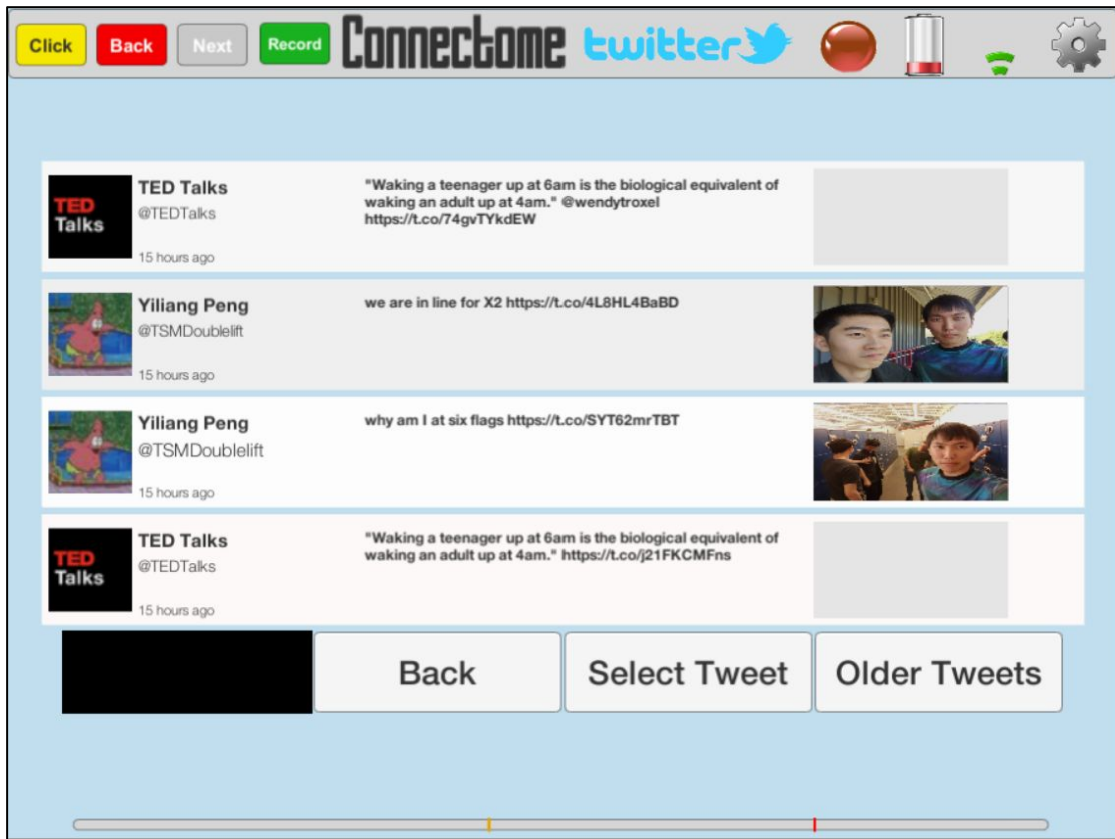 Click Back Next Record Connectome twitter
TED
Talks
TED Talks
@TEDTalks
15 hours ago
"Waking a teenager up at 6am is the biological equivalent of
waking an adult up at 4am." @wendytroxel
https://t.co/74gvTYkdEW
Yiliang Peng
@TSMDoublelift
15 hours ago
we are in line for X2 https://t.co/4L8HL4BaBD
Yiliang Peng
@TSMDoublelift
15 hours ago
why am I at six flags https://t.co/SYT62mrTBT
TED
Talks
TED Talks
@TEDTalks
15 hours ago
"Waking a teenager up at 6am is the biological equivalent of
waking an adult up at 4am." https://t.co/j21FKCMFns
Back Select Tweet Older Tweets